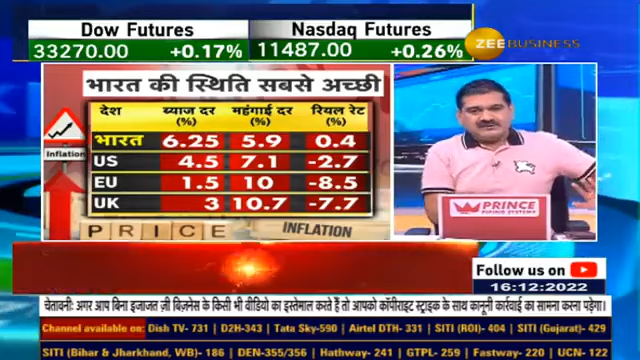 Dow Futures
33270.00 +0.17%
Nasdaq Futures
11487.00 +0.26%
ZEE BUSINESS
भारत की स्थिति सबसे अच्छी
देश ब्याज दर (%) महंगाई दर (%) रियल रेट (%)
भारत 6.25 5.9 0.4
US 4.5 7.1 -2.7
EU 1.5 10 -8.5
UK 3 10.7 -7.7
Inflation
PRICE
INFLATION
PRINCE
PIPING SYSTEMS
Follow us on
16:12:2022
चेतावनी: अगर आप बिना इजाजत ज़ी बिज़नेस के किसी भी वीडियो का इस्तेमाल करते हैं तो आपको कॉपीराइट स्ट्राइक के साथ कानूनी कार्रवाई का सामना करना पड़ेगा।
Channel available on: Dish TV- 731 | D2H-343 | Tata Sky-590 | Airtel DTH- 331 | SITI (ROI) - 404 | SITI (Gujarat)- 429
SITI (Bihar & Jharkhand, WB)- 186 | DEN-355/356 | Hathway- 241 | GTPL- 259 | Fastway- 220 | UCN- 122